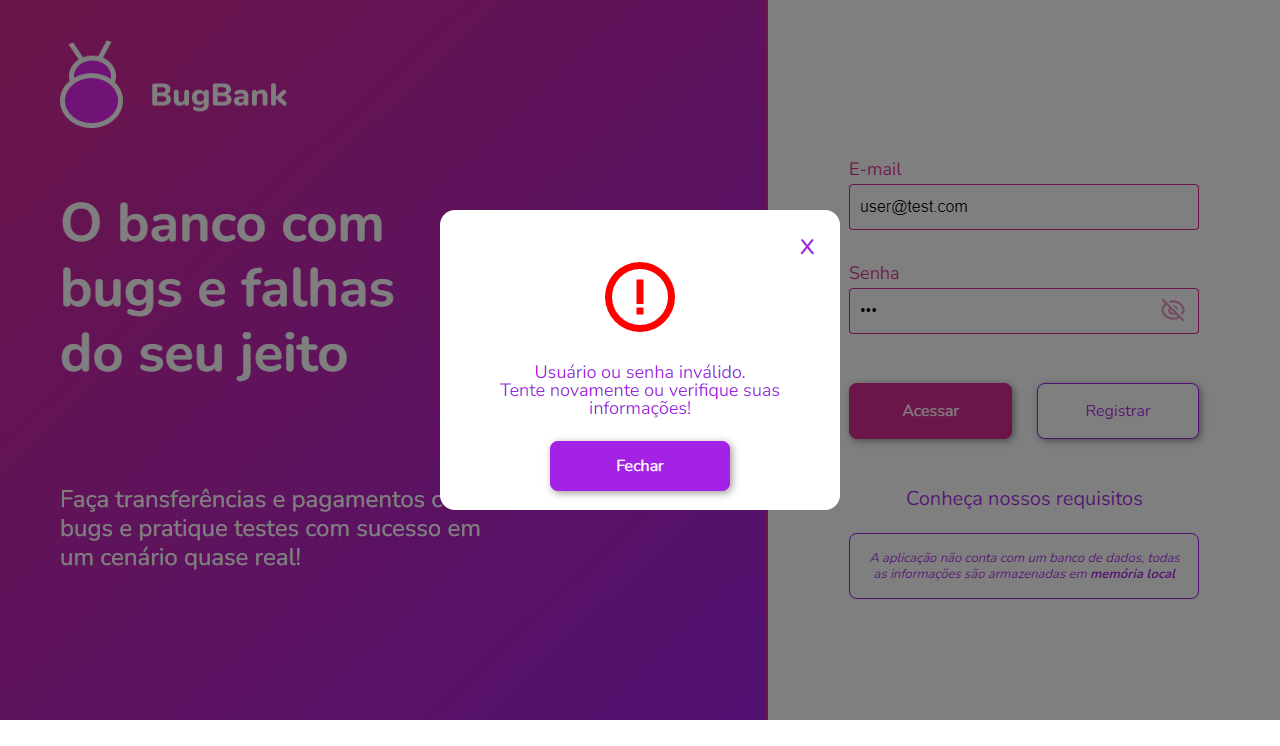 BugBank
O banco com
bugs e falhas
do seu jeito
Faça transferências e pagamentos
bugs e pratique testes com sucesso em
um cenário quase real!
E-mail
user@test.com
Senha
•••
Acessar
Registrar
Conheça nossos requisitos
A aplicação não conta com um banco de dados, todas
as informações são armazenadas em memória local
X
Usuário ou senha inválido.
Tente novamente ou verifique suas
informações!
Fechar